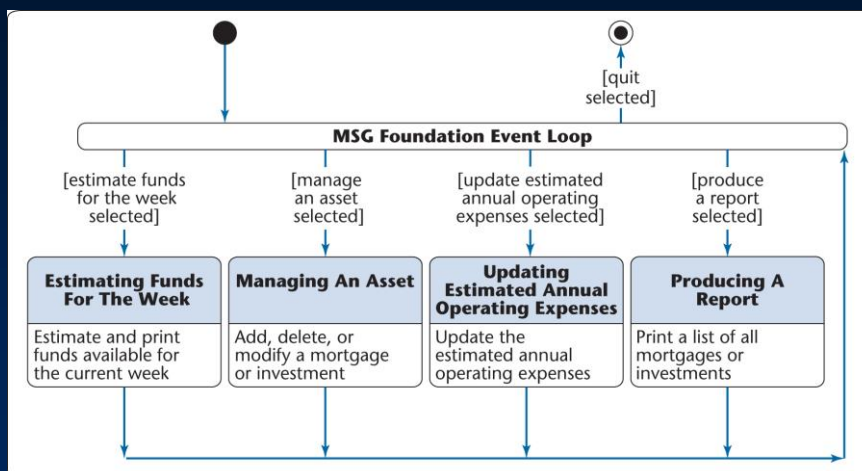 [quit
selected]
MSG Foundation Event Loop
[estimate funds
for the week
selected]
[manage
an asset
selected]
[update estimated
annual operating
expenses selected]
[produce
a report
selected]
Estimating Funds
For The Week
Estimate and print
funds available for
the current week
Managing An Asset
Add, delete, or
modify a mortgage
or investment
Updating
Estimated Annual
Operating Expenses
Update the
estimated annual
operating expenses
Producing A
Report
Print a list of all
mortgages or
investments